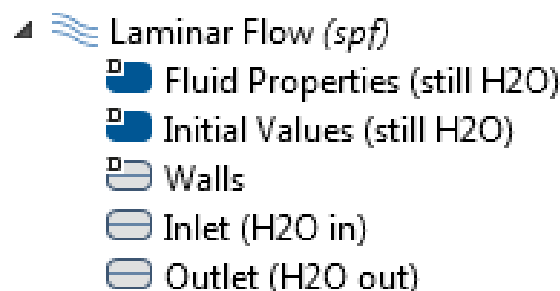 Laminar Flow (spf)
D Fluid Properties (still H2O)
D Initial Values (still H2O)
D Walls
Inlet (H2O in)
Outlet (H2O out)